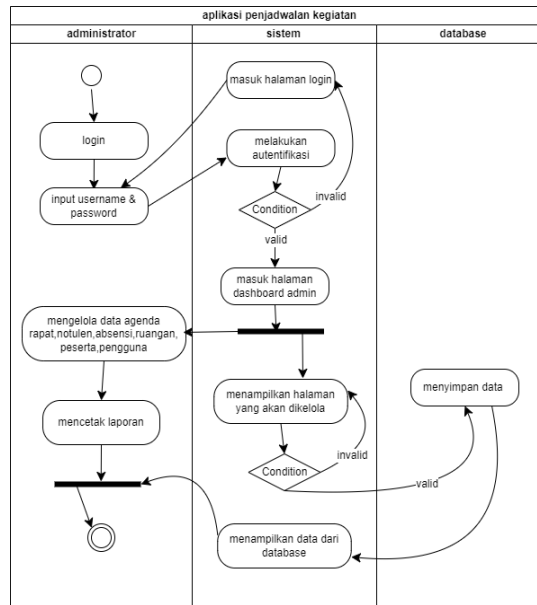 aplikasi penjadwalan kegiatan
administrator
sistem
database
masuk halaman login
login
melakukan
autentifikasi
input username &
password
invalid
Condition
valid
masuk halaman
dashboard admin
mengelola data agenda
rapat,notulen,absensi,ruangan,
peserta,pengguna
menampilkan halaman
yang akan dikelola
menyimpan data
mencetak laporan
invalid
Condition
valid
menampilkan data dari
database